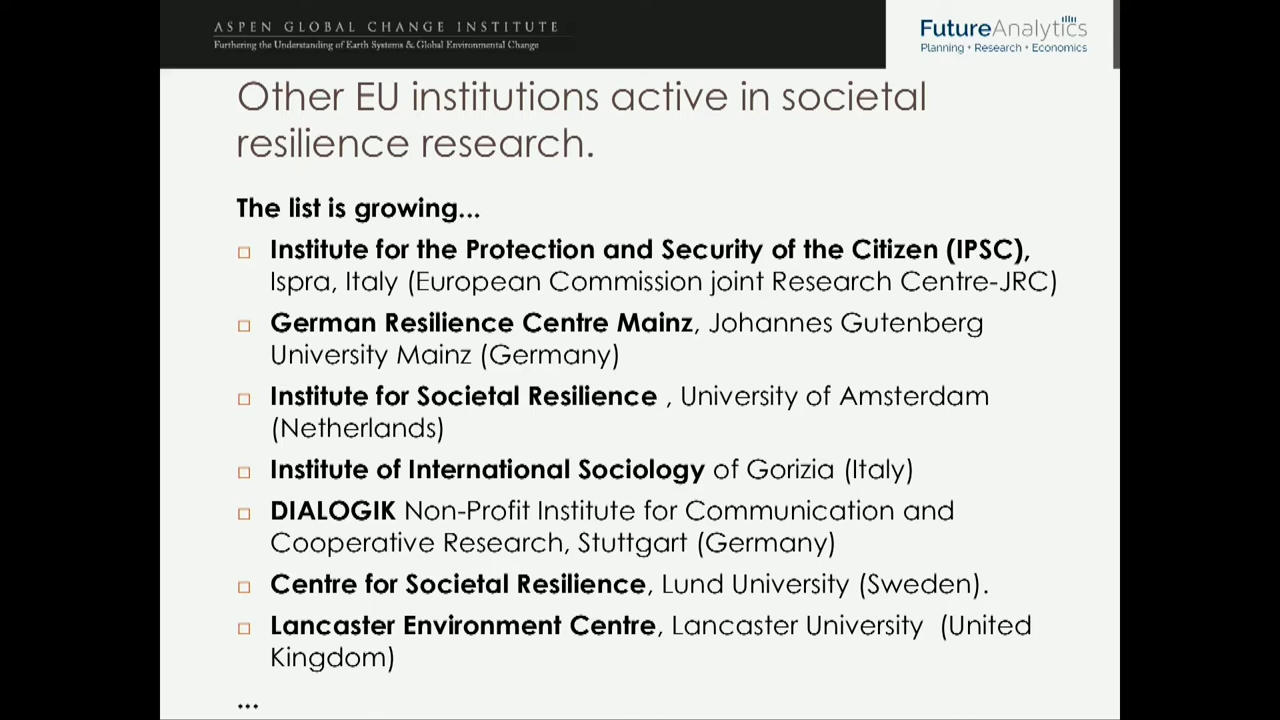 ASPEN GLOBAL CHANGE INSTITUTE
Furthering the Understanding of Earth Systems & Global Environmental Change
FutureAnalytics
Planning • Research • Economics
Other EU institutions active in societal
resilience research.
The list is growing...
Institute for the Protection and Security of the Citizen (IPSC),
Ispra, Italy (European Commission joint Research Centre-JRC)
German Resilience Centre Mainz, Johannes Gutenberg
University Mainz (Germany)
Institute for Societal Resilience , University of Amsterdam
(Netherlands)
Institute of International Sociology of Gorizia (Italy)
DIALOGIK Non-Profit Institute for Communication and
Cooperative Research, Stuttgart (Germany)
Centre for Societal Resilience, Lund University (Sweden).
Lancaster Environment Centre, Lancaster University (United
Kingdom)
...